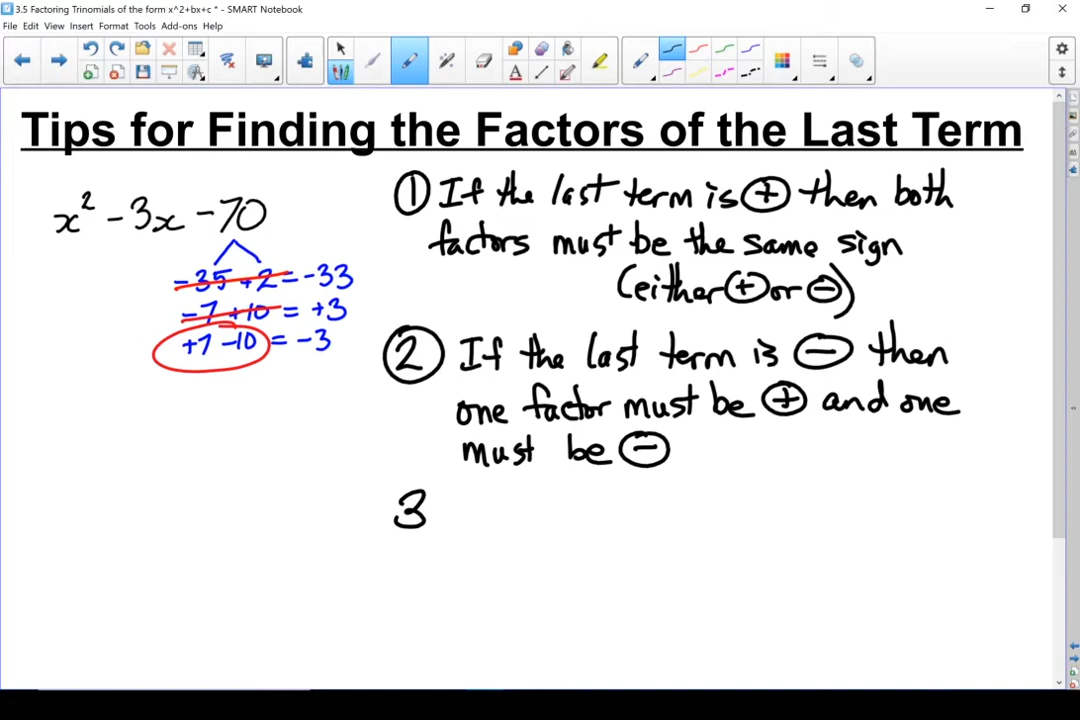 3.5 Factoring Trinomials of the form x^2+bx+c * - SMART Notebook
File Edit View Insert Format Tools Add-ons Help
Tips for Finding the Factors of the Last Term
x² - 3x - 70
-35 +2 = -33
-7 +10 = +3
+7 -10 = -3
① If the last term is ⊕ then both
factors must be the same sign
(either ⊕ or ⊖)
② If the last term is ⊖ then
one factor must be ⊕ and one
must be ⊖
3